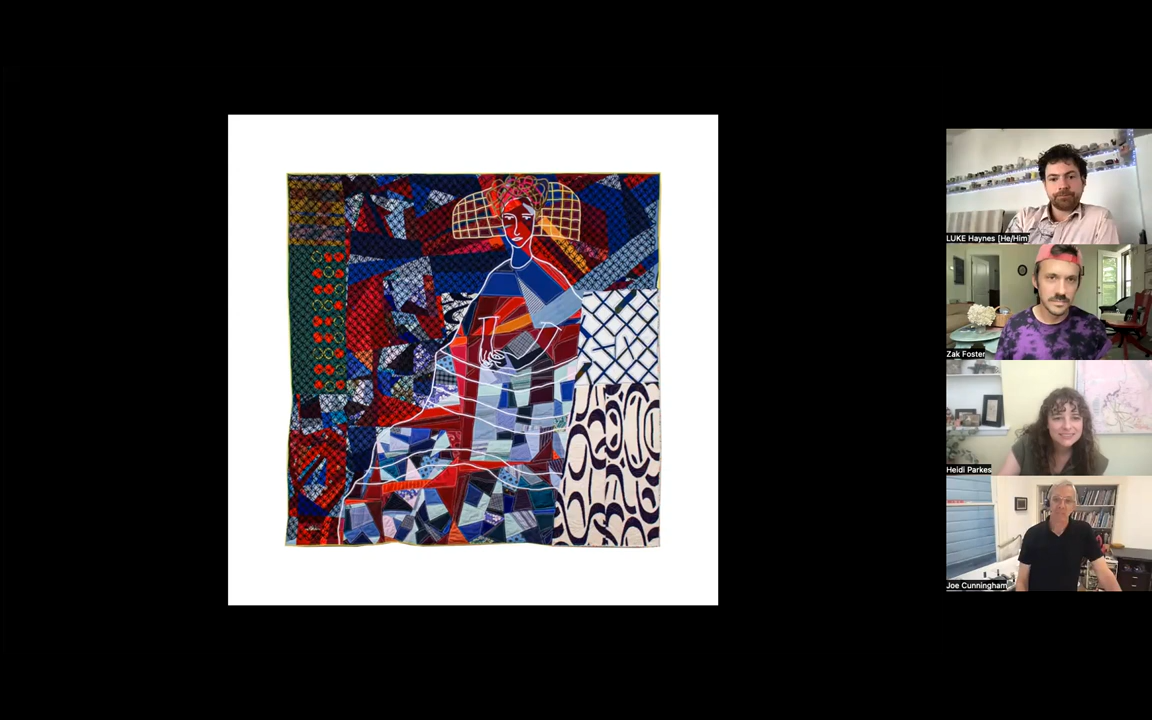 LUKE Haynes [He/Him]
Zak Foster
Heidi Parkes
Joe Cunningham